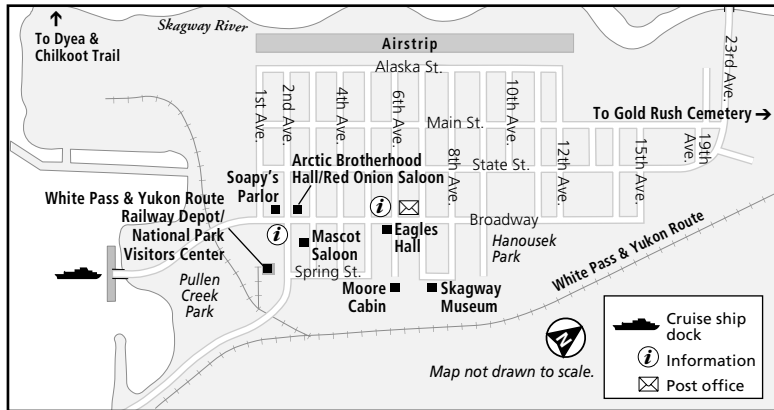 To Dyea &
Chilkoot Trail
Skagway River
Airstrip
Alaska St.
23rd Ave.
1st Ave.
2nd Ave.
4th Ave.
6th Ave.
10th Ave.
To Gold Rush Cemetery
Main St.
8th Ave.
12th Ave.
15th Ave.
19th
Ave.
State St.
Arctic Brotherhood
Hall/Red Onion Saloon
Soapy's
Parlor
White Pass & Yukon Route
Railway Depot/
National Park
Visitors Center
i
i
Broadway
Mascot
Saloon
Eagles
Hall
Hanousek
Park
White Pass & Yukon Route
Spring St.
Pullen
Creek
Park
Moore
Cabin
Skagway
Museum
N
Map not drawn to scale.
Cruise ship
dock
i Information
Post office